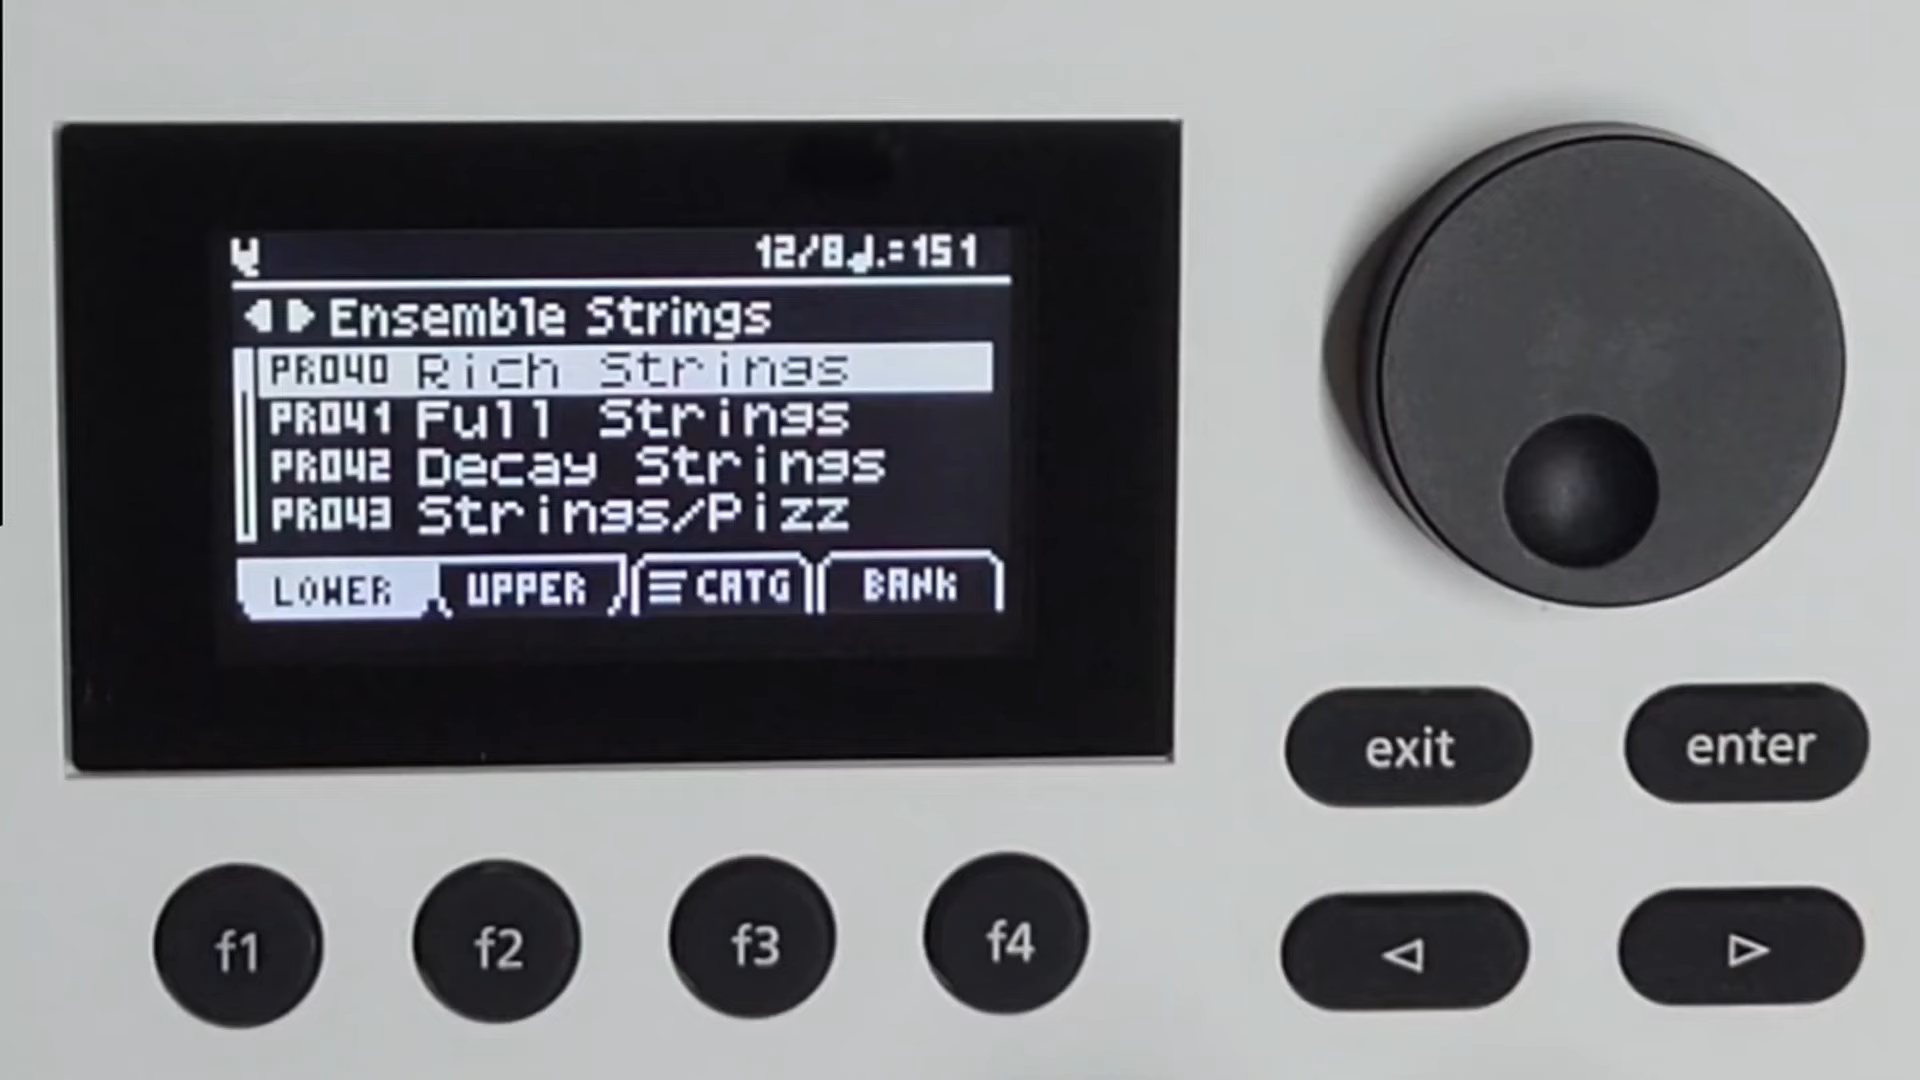 12/8♩.=151
Ensemble Strings
PR040 Rich Strings
PR041 Full Strings
PR042 Decay Strings
PR043 Strings/Pizz
LOWER UPPER CATG BANK
exit enter
f1 f2 f3 f4